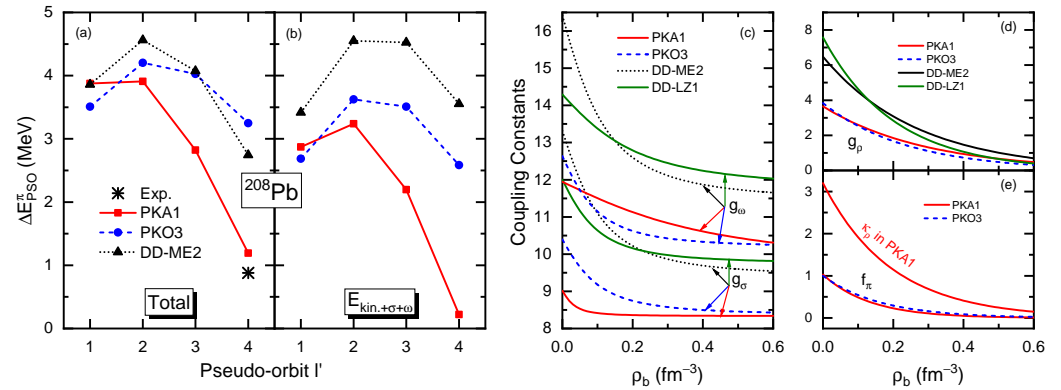 (a)
ΔE^π_PSO (MeV)
5
4
3
2
1
0
208Pb
Exp.
PKA1
PKO3
DD-ME2
Total
1 2 3 4
(b)
E_kin.+σ+ω
1 2 3 4
Pseudo-orbit l'
(c)
Coupling Constants
16
15
14
13
12
11
10
9
8
PKA1
PKO3
DD-ME2
DD-LZ1
g_ω
g_σ
0.0 0.2 0.4 0.6
ρ_b (fm⁻³)
(d)
8
6
4
2
0
PKA1
PKO3
DD-ME2
DD-LZ1
g_ρ
(e)
3
2
1
0
PKA1
PKO3
κ_ρ in PKA1
f_π
0.0 0.2 0.4 0.6
ρ_b (fm⁻³)